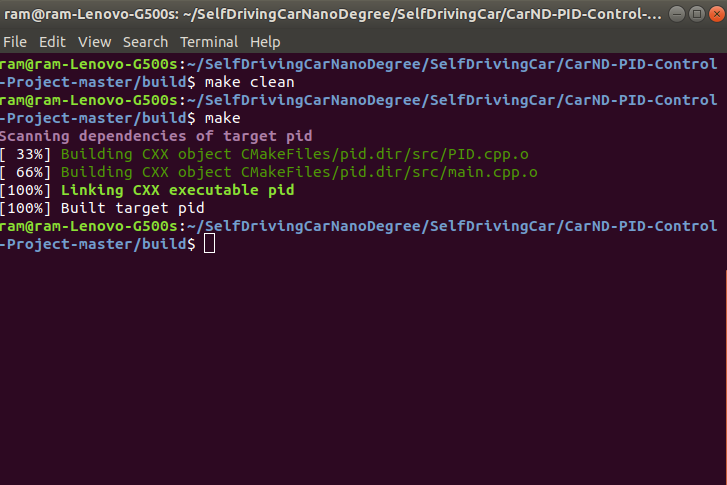 ram@ram-Lenovo-G500s: ~/SelfDrivingCarNanoDegree/SelfDrivingCar/CarND-PID-Control-...
File Edit View Search Terminal Help
ram@ram-Lenovo-G500s:~/SelfDrivingCarNanoDegree/SelfDrivingCar/CarND-PID-Control
-Project-master/build$ make clean
ram@ram-Lenovo-G500s:~/SelfDrivingCarNanoDegree/SelfDrivingCar/CarND-PID-Control
-Project-master/build$ make
Scanning dependencies of target pid
[ 33%] Building CXX object CMakeFiles/pid.dir/src/PID.cpp.o
[ 66%] Building CXX object CMakeFiles/pid.dir/src/main.cpp.o
[100%] Linking CXX executable pid
[100%] Built target pid
ram@ram-Lenovo-G500s:~/SelfDrivingCarNanoDegree/SelfDrivingCar/CarND-PID-Control
-Project-master/build$